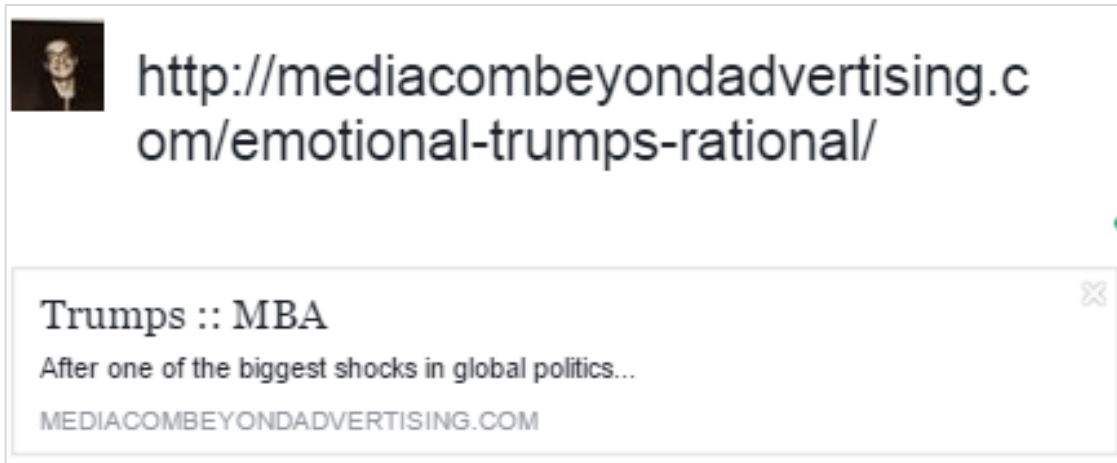 http://mediacombeyondadvertising.c
om/emotional-trumps-rational/
Trumps :: MBA
After one of the biggest shocks in global politics...
MEDIACOMBEYONDADVERTISING.COM